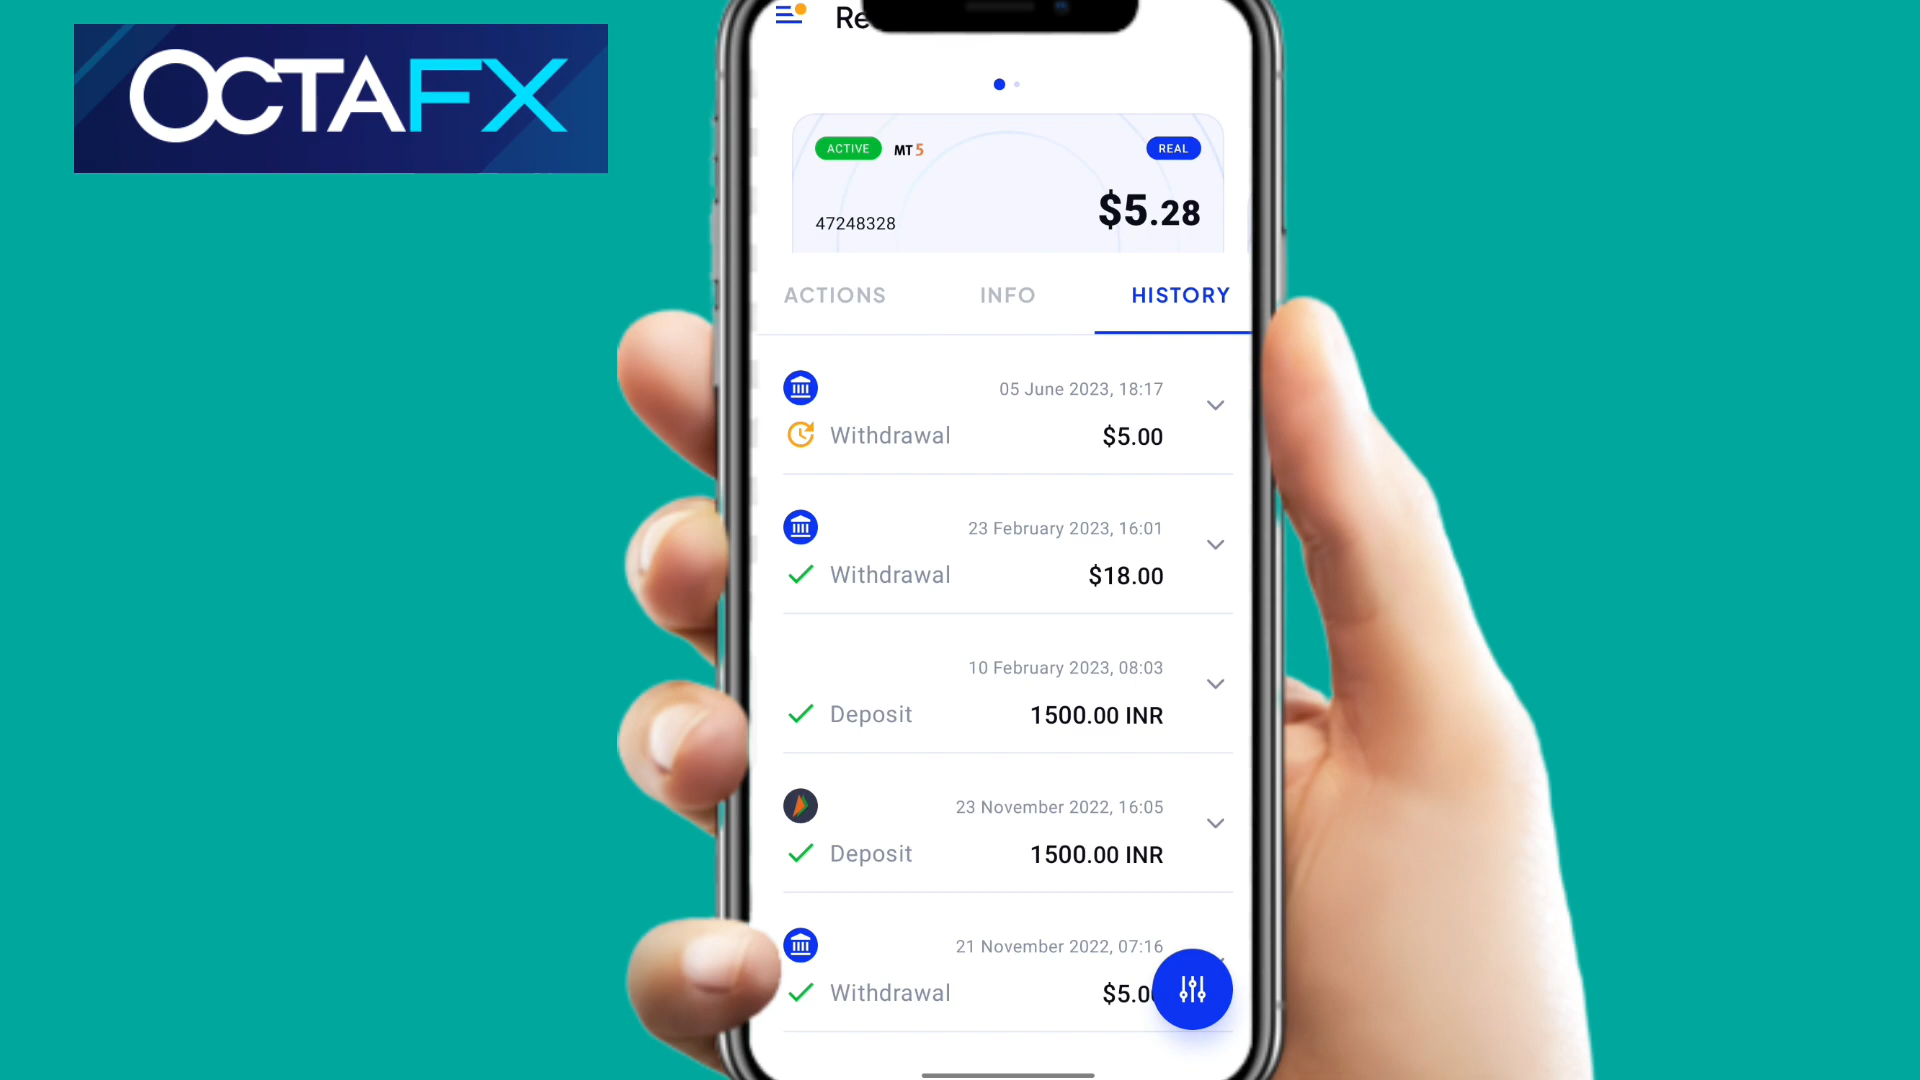 OCTAFX
Re
ACTIVE MT5 REAL
$5.28
47248328
ACTIONS INFO HISTORY
05 June 2023, 18:17
Withdrawal $5.00
23 February 2023, 16:01
Withdrawal $18.00
10 February 2023, 08:03
Deposit 1500.00 INR
23 November 2022, 16:05
Deposit 1500.00 INR
21 November 2022, 07:16
Withdrawal $5.0